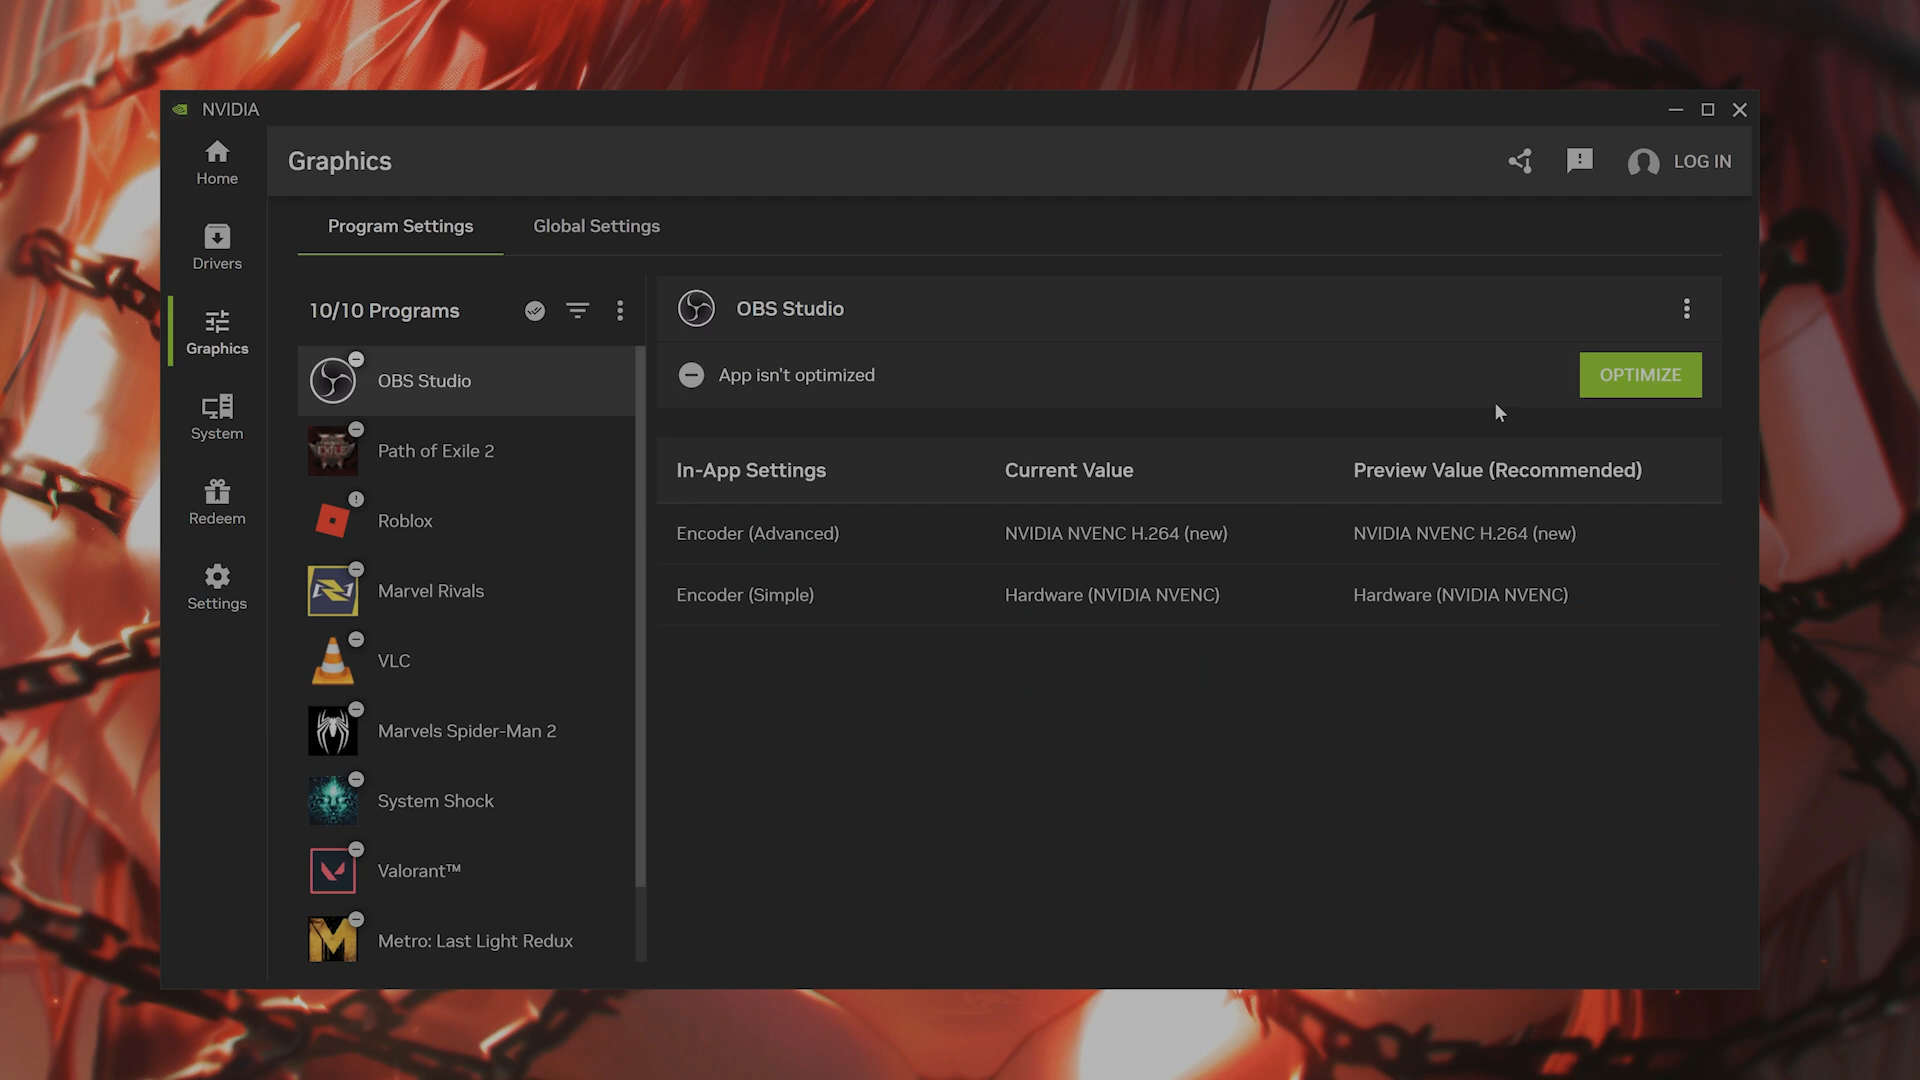 NVIDIA
Home
Drivers
Graphics
System
Redeem
Settings
Graphics
LOG IN
Program Settings
Global Settings
10/10 Programs
OBS Studio
Path of Exile 2
Roblox
Marvel Rivals
VLC
Marvels Spider-Man 2
System Shock
Valorant™
Metro: Last Light Redux
OBS Studio
App isn't optimized
OPTIMIZE
In-App Settings Current Value Preview Value (Recommended)
Encoder (Advanced) NVIDIA NVENC H.264 (new) NVIDIA NVENC H.264 (new)
Encoder (Simple) Hardware (NVIDIA NVENC) Hardware (NVIDIA NVENC)